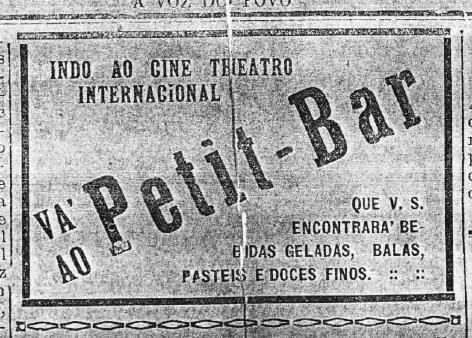 A VOZ DO POVO
INDO AO CINE THEATRO
INTERNACIONAL
VA'
AO
Petit-Bar
QUE V. S.
ENCONTRARA' BE-
BIDAS GELADAS, BALAS,
PASTEIS E DOCES FINOS. :: ::